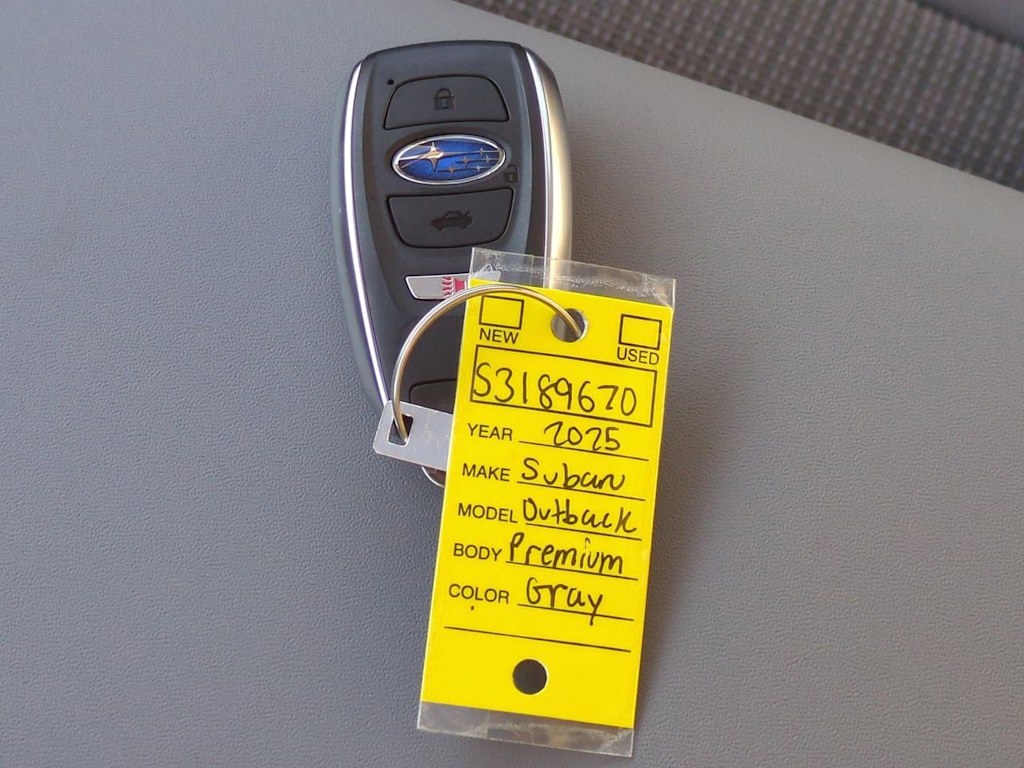 NEW USED
S3189670
YEAR 2025
MAKE Subaru
MODEL Outback
BODY Premium
COLOR Gray